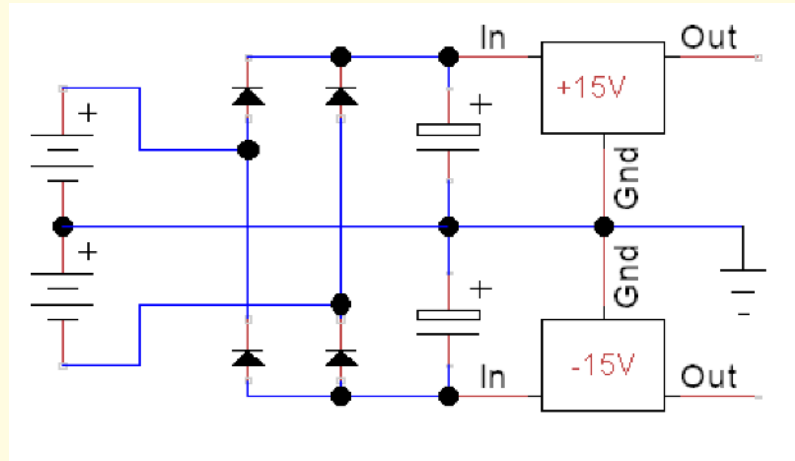 In
Out
+
+15V
+
Gnd
+
Gnd
+
In
-15V
Out